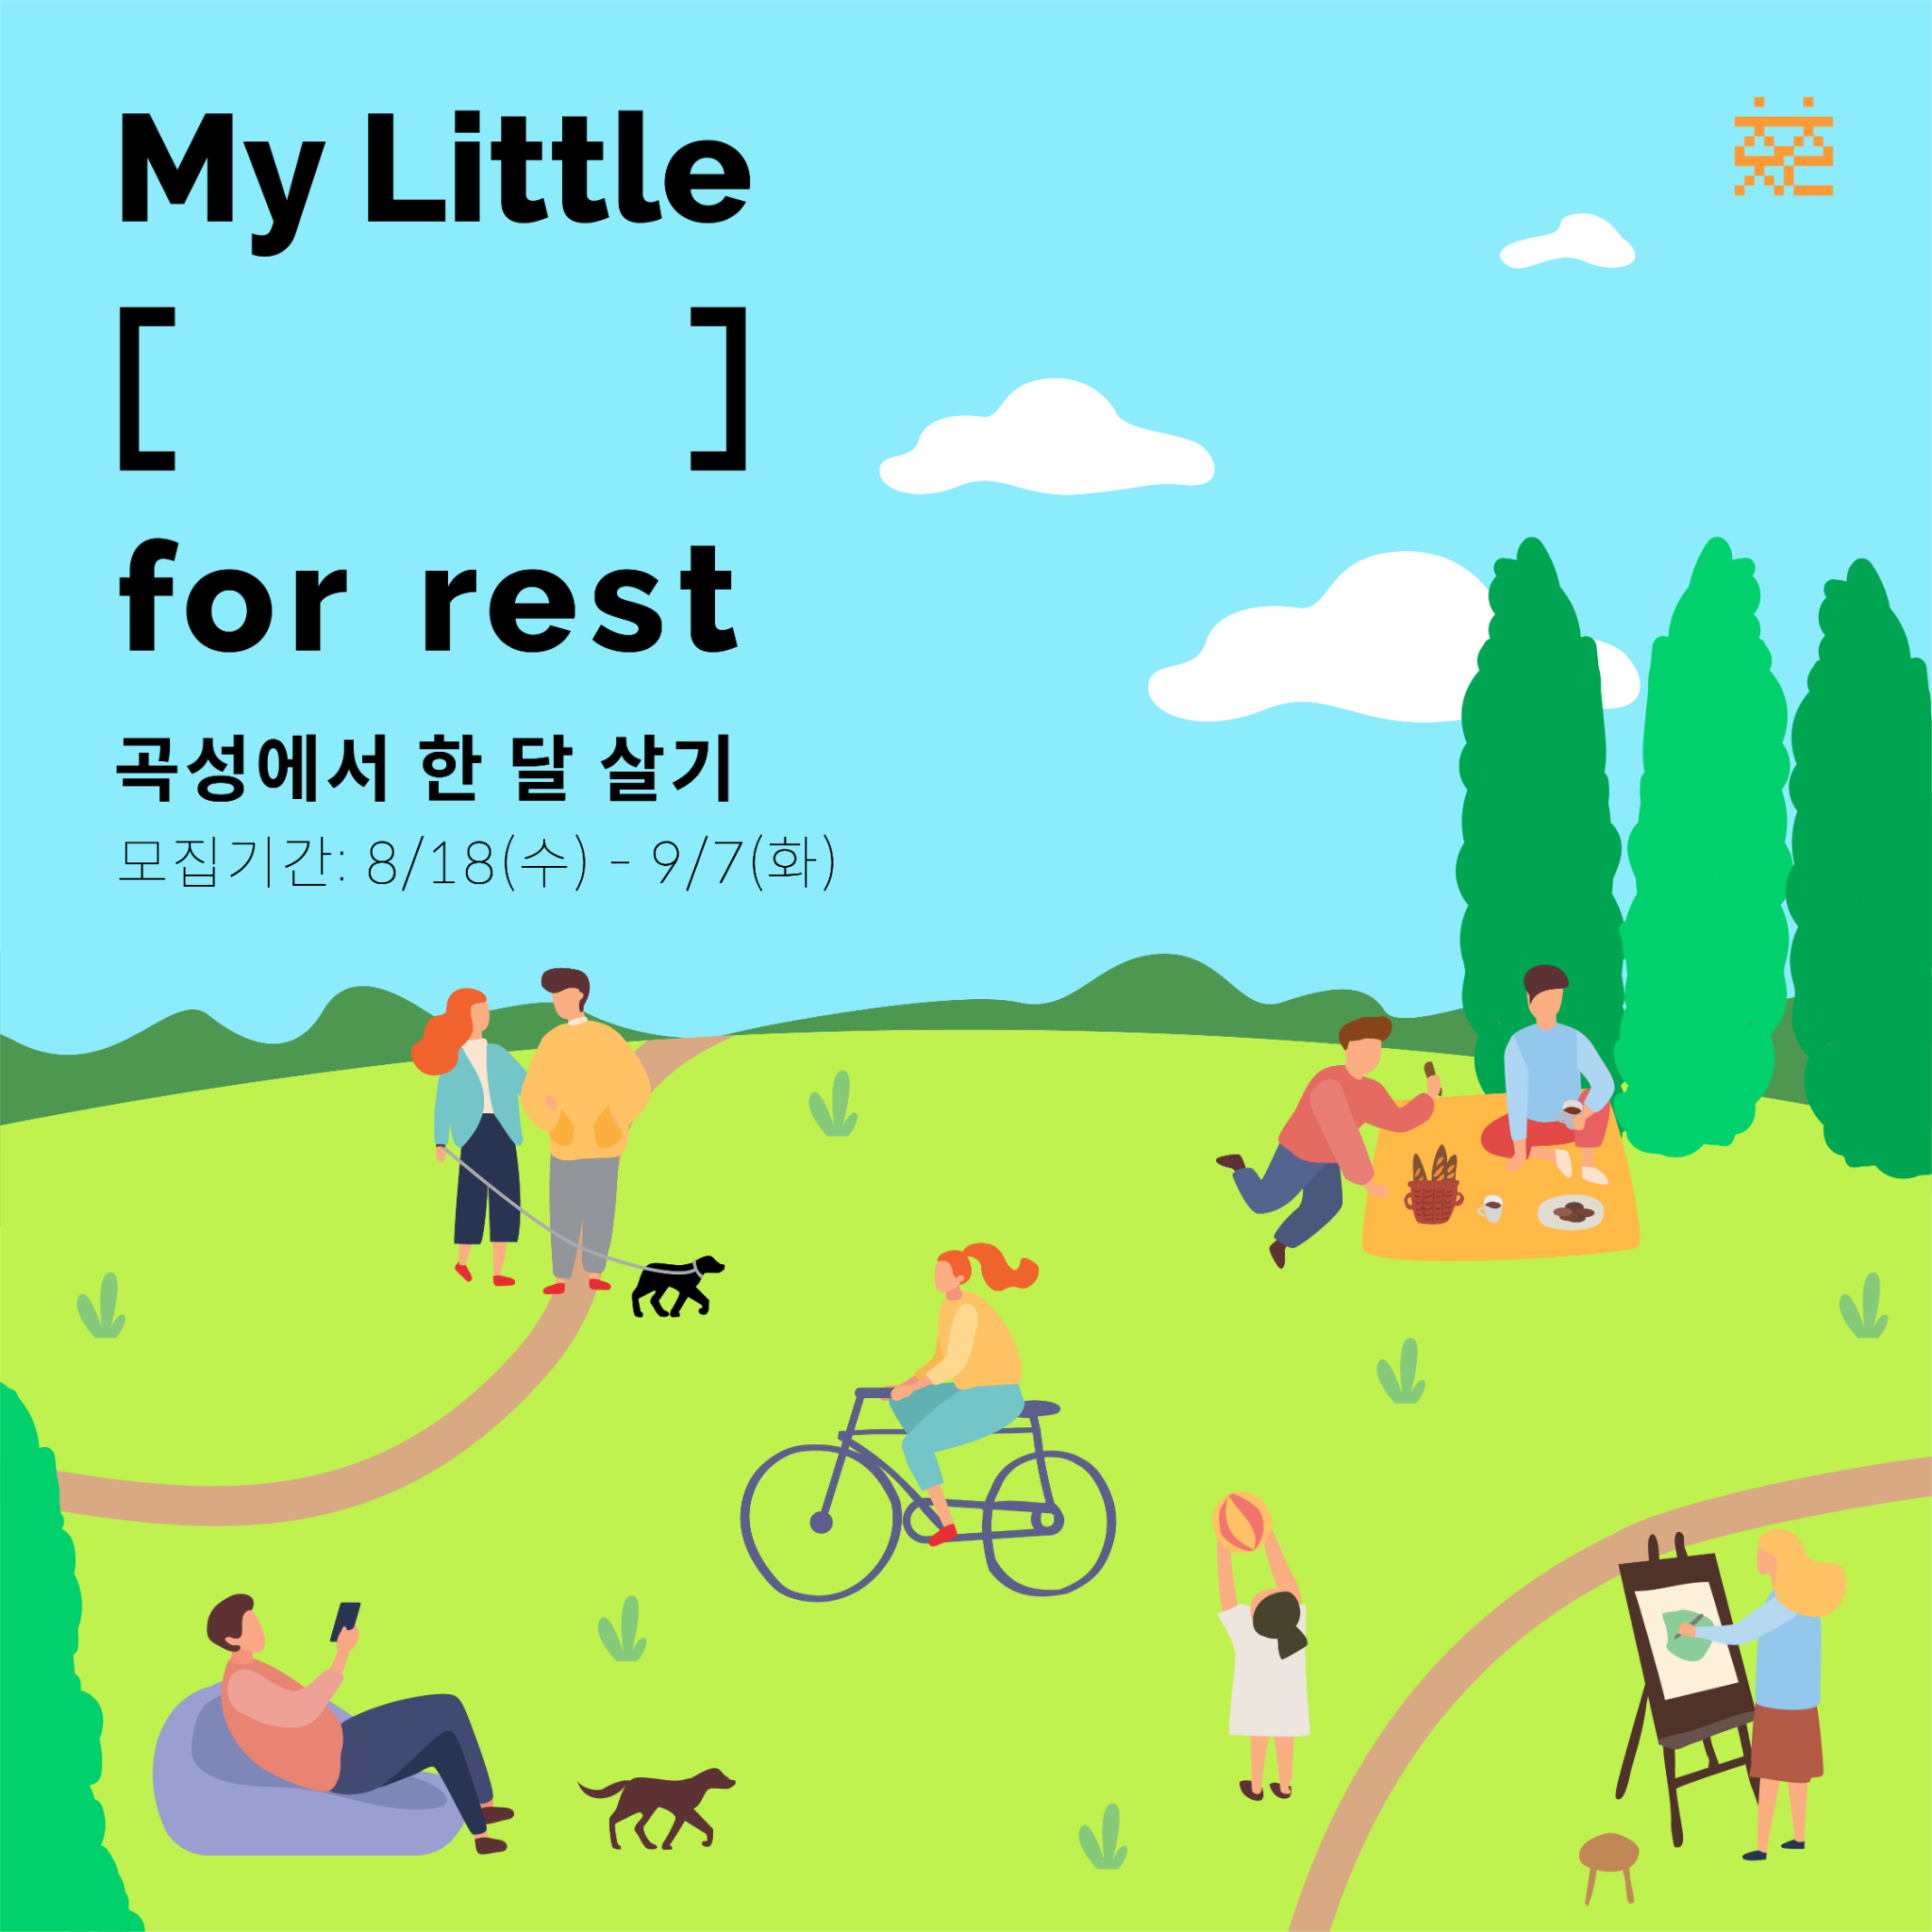 My Little
[ ]
for rest
곡성에서 한 달 살기
모집기간: 8/18(수) - 9/7(화)